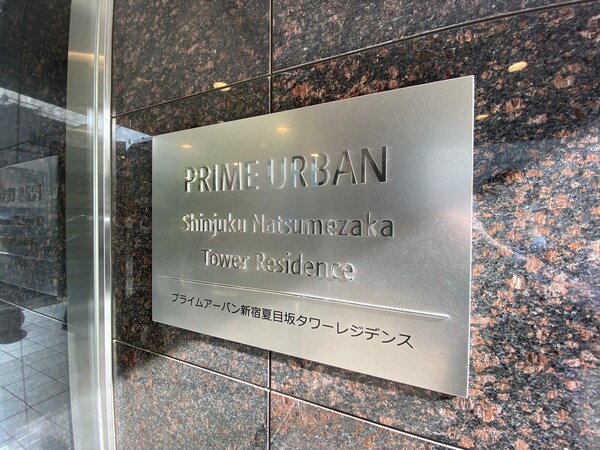 PRIME URBAN
Shinjuku Natsumezaka
Tower Residence
プライムアーバン新宿夏目坂タワーレジデンス